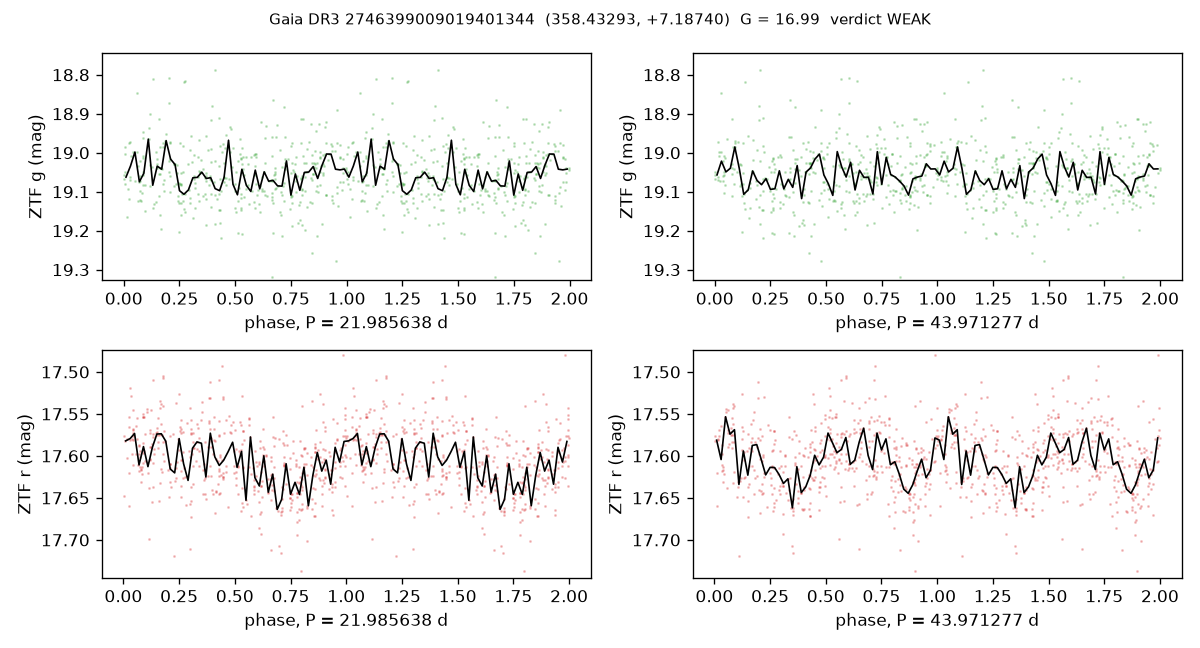 Gaia DR3 2746399009019401344  (358.43293, +7.18740)  G = 16.99  verdict WEAK
ZTF g (mag)
18.8
18.9
19.0
19.1
19.2
19.3
0.00 0.25 0.50 0.75 1.00 1.25 1.50 1.75 2.00
phase, P = 21.985638 d
ZTF g (mag)
18.8
18.9
19.0
19.1
19.2
19.3
0.00 0.25 0.50 0.75 1.00 1.25 1.50 1.75 2.00
phase, P = 43.971277 d
ZTF r (mag)
17.50
17.55
17.60
17.65
17.70
0.00 0.25 0.50 0.75 1.00 1.25 1.50 1.75 2.00
phase, P = 21.985638 d
ZTF r (mag)
17.50
17.55
17.60
17.65
17.70
0.00 0.25 0.50 0.75 1.00 1.25 1.50 1.75 2.00
phase, P = 43.971277 d